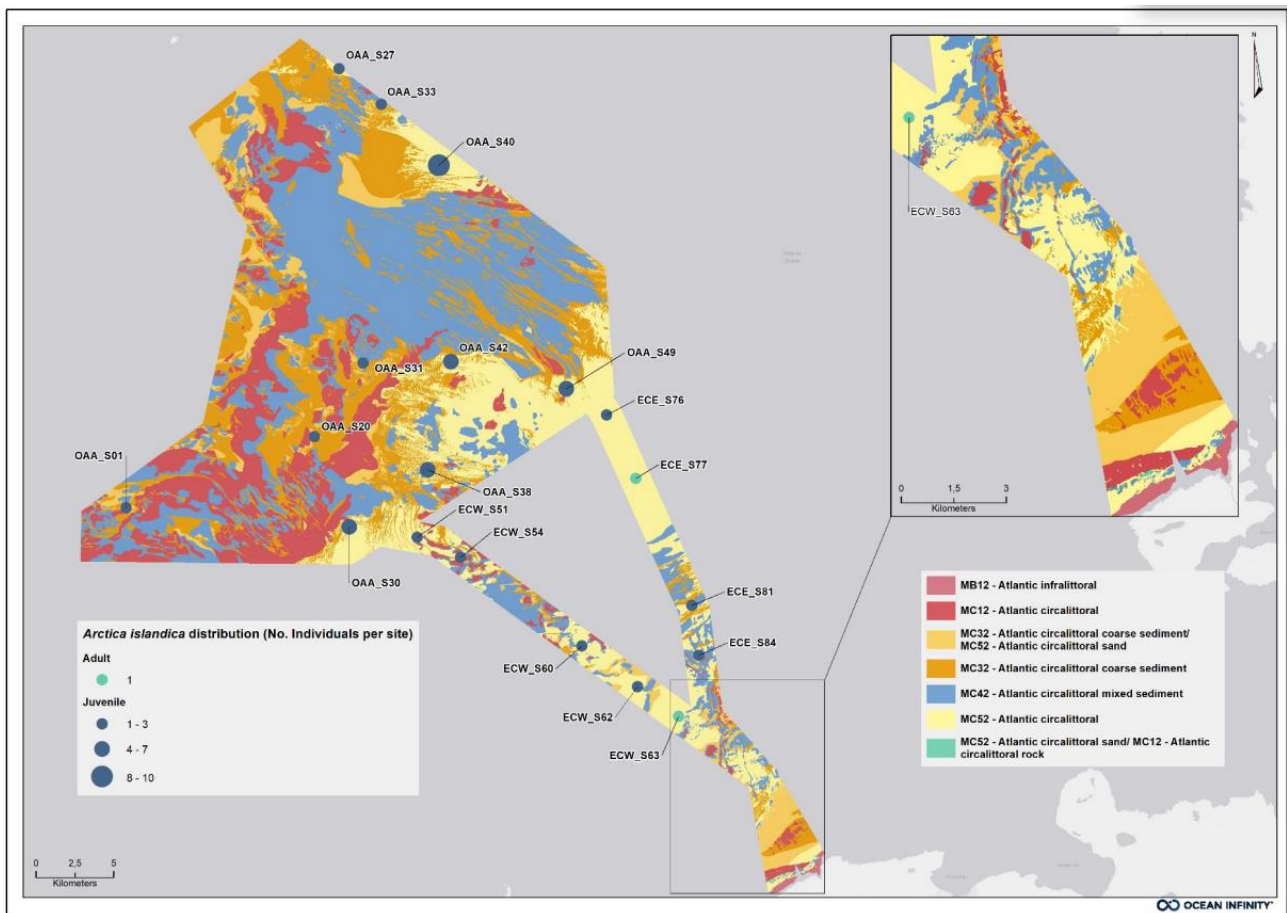 OAA_S27
OAA_S33
OAA_S40
OAA_S42
OAA_S31
OAA_S49
ECE_S76
OAA_S20
OAA_S01
ECE_S77
OAA_S38
ECW_S51
ECW_S54
OAA_S30
ECE_S81
ECE_S84
ECW_S60
ECW_S62
ECW_S63
Arctica islandica distribution (No. Individuals per site)
Adult
1
Juvenile
1 - 3
4 - 7
8 - 10
0 2,5 5
Kilometers
N
ECW_S63
0 1,5 3
Kilometers
MB12 - Atlantic infralittoral
MC12 - Atlantic circalittoral
MC32 - Atlantic circalittoral coarse sediment/
MC52 - Atlantic circalittoral sand
MC32 - Atlantic circalittoral coarse sediment
MC42 - Atlantic circalittoral mixed sediment
MC52 - Atlantic circalittoral
MC52 - Atlantic circalittoral sand/ MC12 - Atlantic
circalittoral rock
OCEAN INFINITY